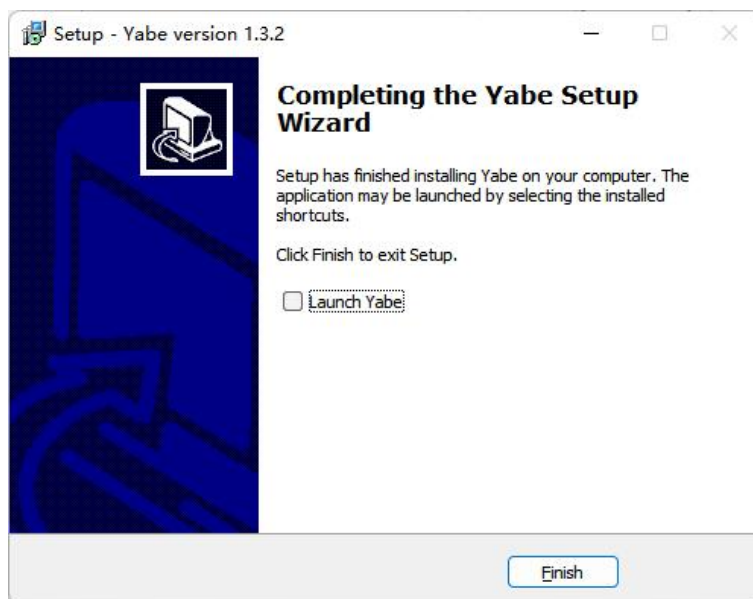 Setup - Yabe version 1.3.2
Completing the Yabe Setup
Wizard
Setup has finished installing Yabe on your computer. The
application may be launched by selecting the installed
shortcuts.
Click Finish to exit Setup.
Launch Yabe
Finish